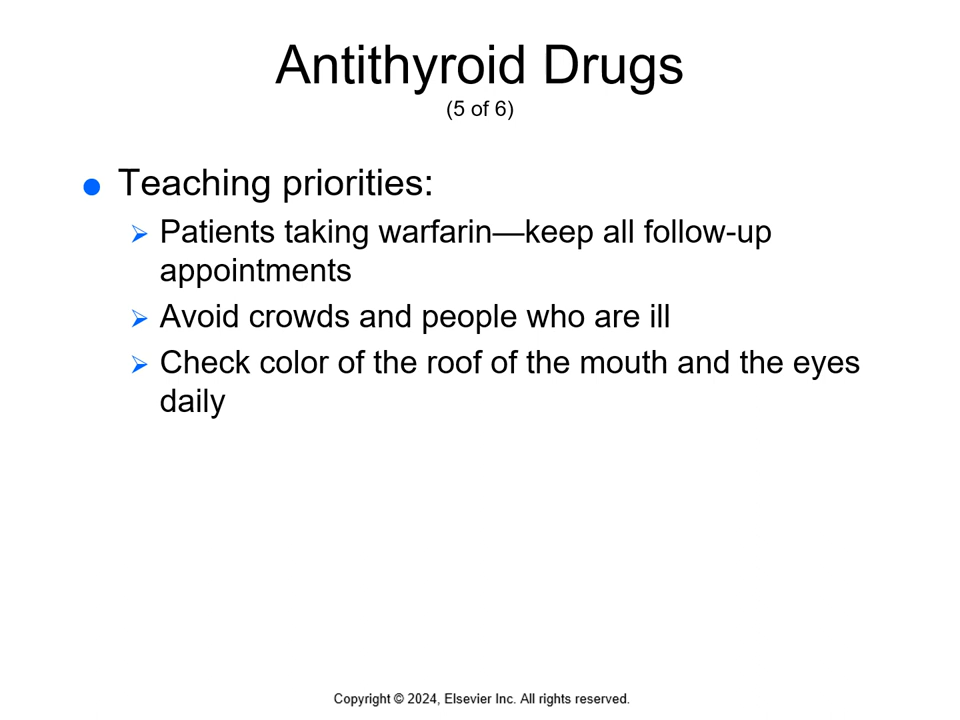 Antithyroid Drugs
(5 of 6)
Teaching priorities:
Patients taking warfarin—keep all follow-up
appointments
Avoid crowds and people who are ill
Check color of the roof of the mouth and the eyes
daily
Copyright © 2024, Elsevier Inc. All rights reserved.